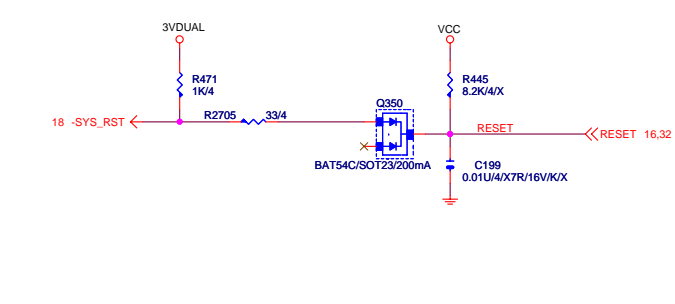 3VDUAL
VCC
R471
1K/4
R445
8.2K/4/X
Q350
R2705
33/4
18 -SYS_RST
RESET
RESET 16,32
BAT54C/SOT23/200mA
C199
0.01U/4/X7R/16V/K/X